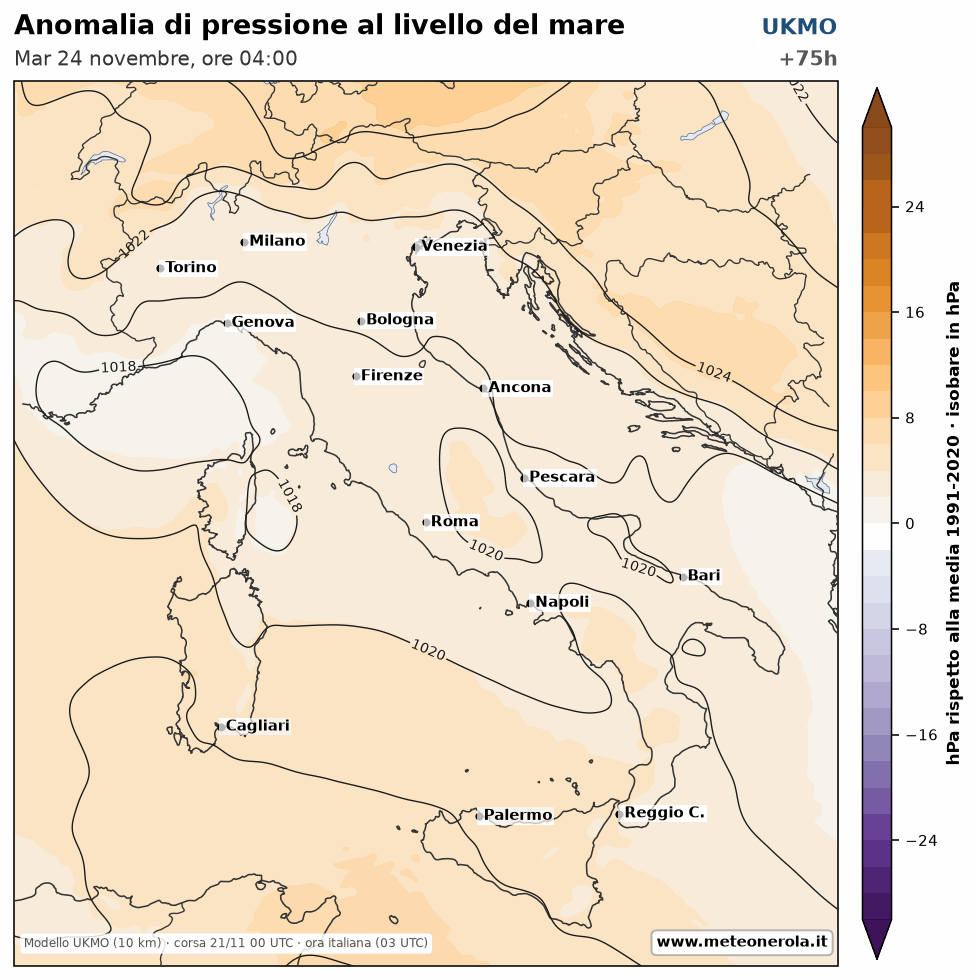 Anomalia di pressione al livello del mare
UKMO
Mar 24 novembre, ore 04:00
+75h
1022
1022
Milano
Venezia
Torino
Genova
Bologna
1018
Firenze
1024
Ancona
Pescara
1018
Roma
1020
1020
Bari
Napoli
1020
Cagliari
Palermo
Reggio C.
Modello UKMO (10 km) · corsa 21/11 00 UTC · ora italiana (03 UTC)
www.meteonerola.it
24
16
8
0
−8
−16
−24
hPa rispetto alla media 1991-2020 · isobare in hPa